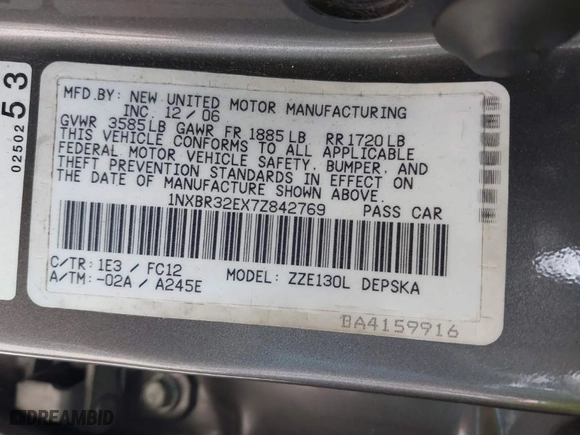 MFD.BY: NEW UNITED MOTOR MANUFACTURING
INC. 12/06
GVWR 3585LB GAWR FR 1885LB RR1720LB
THIS VEHICLE CONFORMS TO ALL APPLICABLE
FEDERAL MOTOR VEHICLE SAFETY, BUMPER, AND
THEFT PREVENTION STANDARDS IN EFFECT ON
THE DATE OF MANUFACTURE SHOWN ABOVE.
1NXBR32EX7Z842769 PASS CAR
C/TR: 1E3 / FC12
A/TM: -02A / A245E MODEL: ZZE130L DEPSKA
BA4159916
0250253
DREAMBID